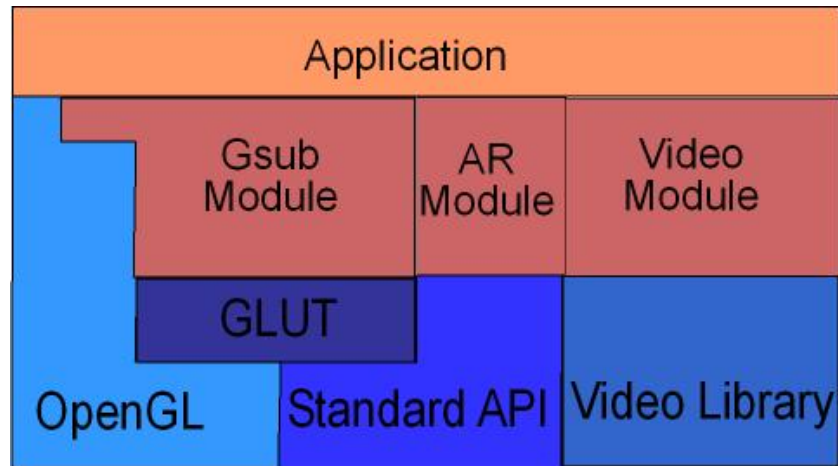 Application
Gsub
Module
AR
Module
Video
Module
GLUT
OpenGL
Standard API
Video Library